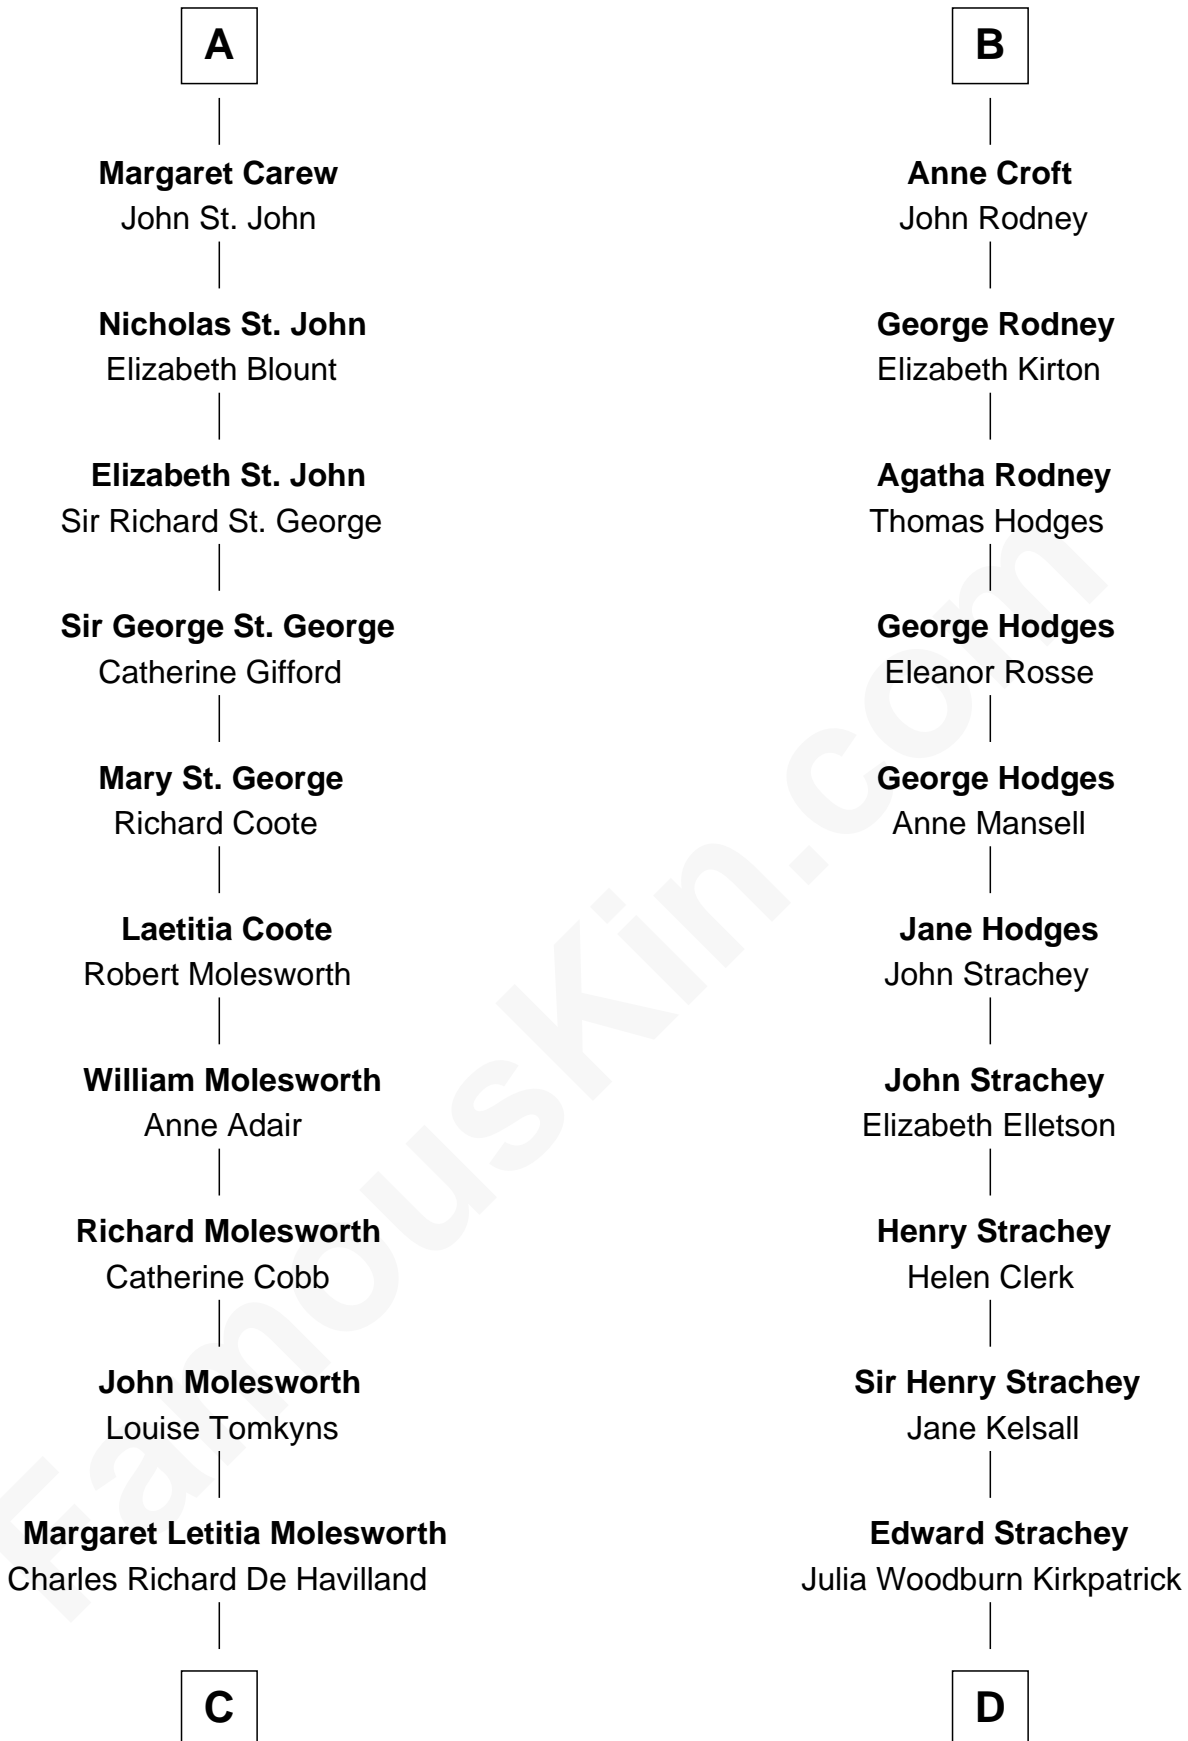 A
Margaret Carew
John St. John
Nicholas St. John
Elizabeth Blount
Elizabeth St. John
Sir Richard St. George
Sir George St. George
Catherine Gifford
Mary St. George
Richard Coote
Laetitia Coote
Robert Molesworth
William Molesworth
Anne Adair
Richard Molesworth
Catherine Cobb
John Molesworth
Louise Tomkyns
Margaret Letitia Molesworth
Charles Richard De Havilland
C
B
Anne Croft
John Rodney
George Rodney
Elizabeth Kirton
Agatha Rodney
Thomas Hodges
George Hodges
Eleanor Rosse
George Hodges
Anne Mansell
Jane Hodges
John Strachey
John Strachey
Elizabeth Elletson
Henry Strachey
Helen Clerk
Sir Henry Strachey
Jane Kelsall
Edward Strachey
Julia Woodburn Kirkpatrick
D
FamousKin.com